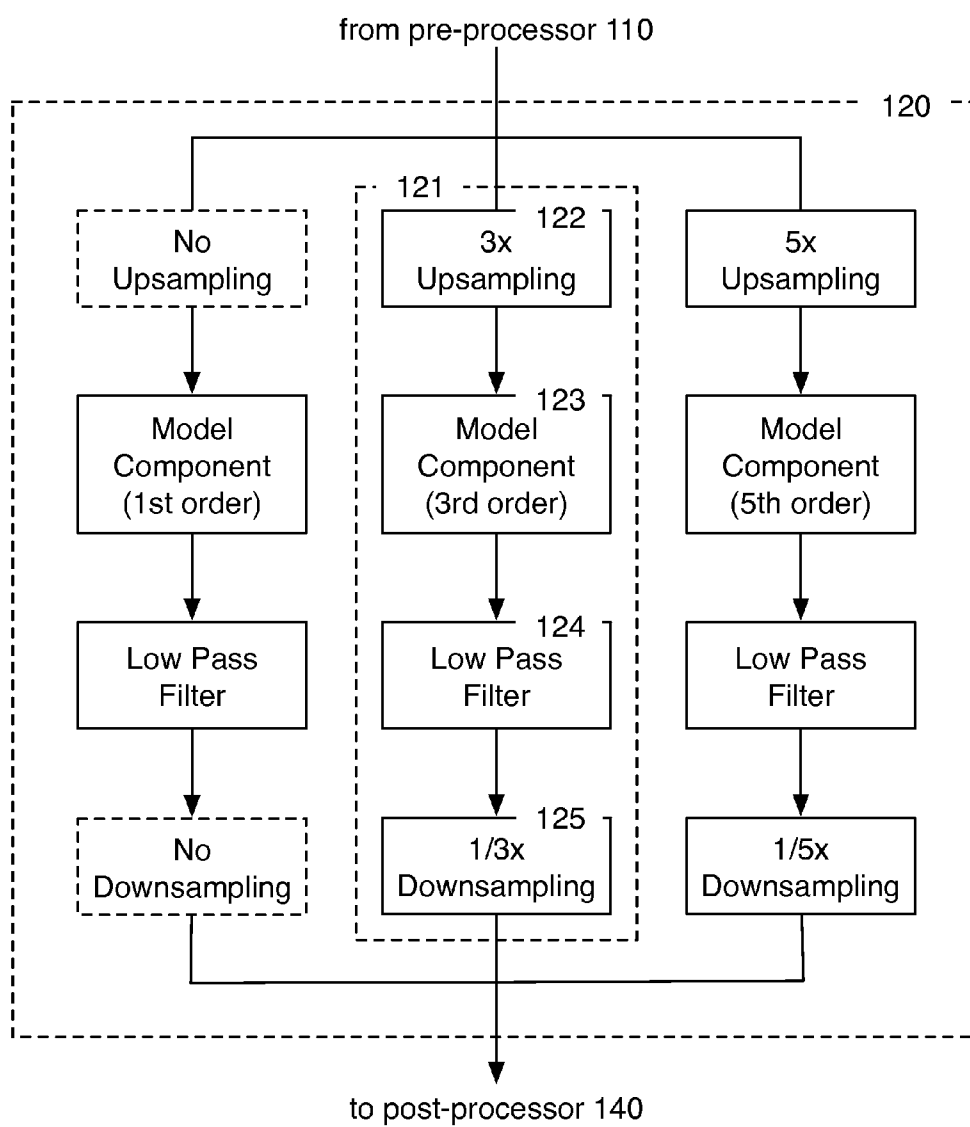 from pre-processor 110
120
121
122
No
Upsampling
3x
Upsampling
5x
Upsampling
123
Model
Component
(1st order)
Model
Component
(3rd order)
Model
Component
(5th order)
124
Low Pass
Filter
Low Pass
Filter
Low Pass
Filter
125
No
Downsampling
1/3x
Downsampling
1/5x
Downsampling
to post-processor 140